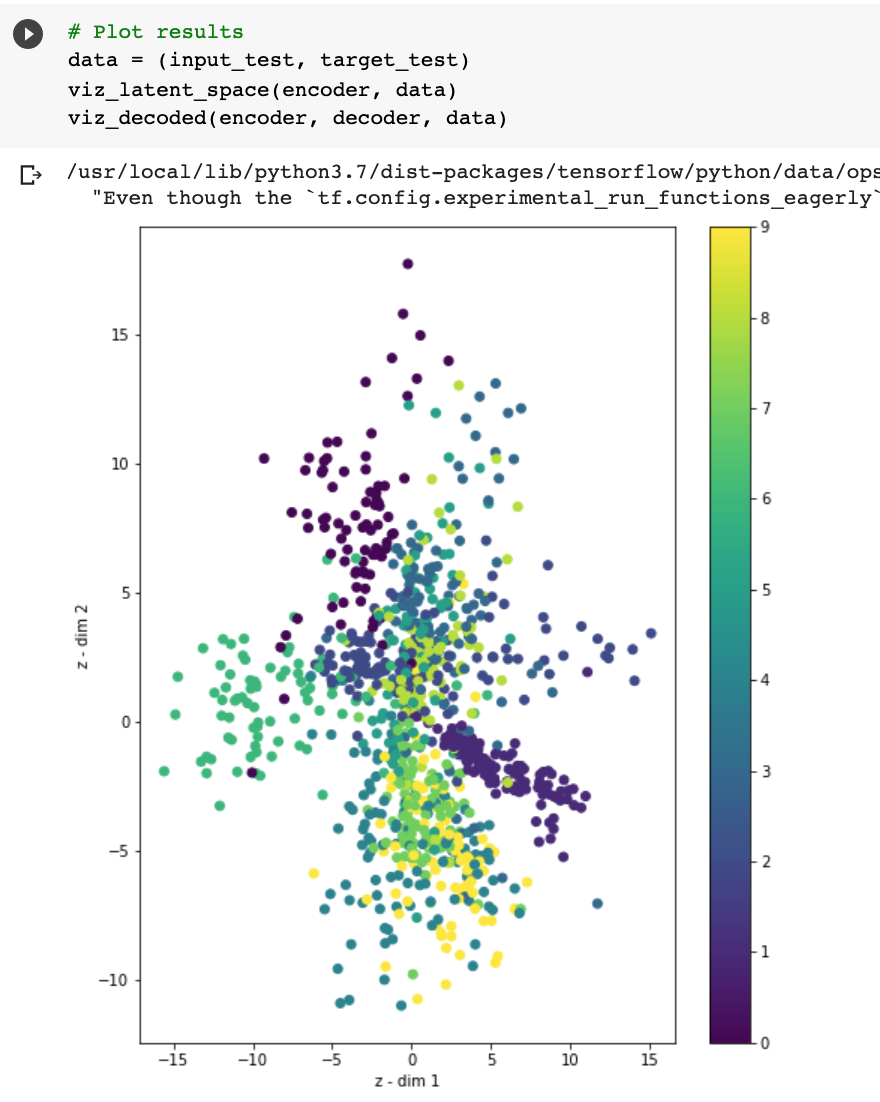 # Plot results
data = (input_test, target_test)
viz_latent_space(encoder, data)
viz_decoded(encoder, decoder, data)
/usr/local/lib/python3.7/dist-packages/tensorflow/python/data/ops
"Even though the `tf.config.experimental_run_functions_eagerly`
9
8
7
6
5
4
3
2
1
0
15
10
5
0
−5
−10
z - dim 2
−15
−10
−5
0
5
10
15
z - dim 1